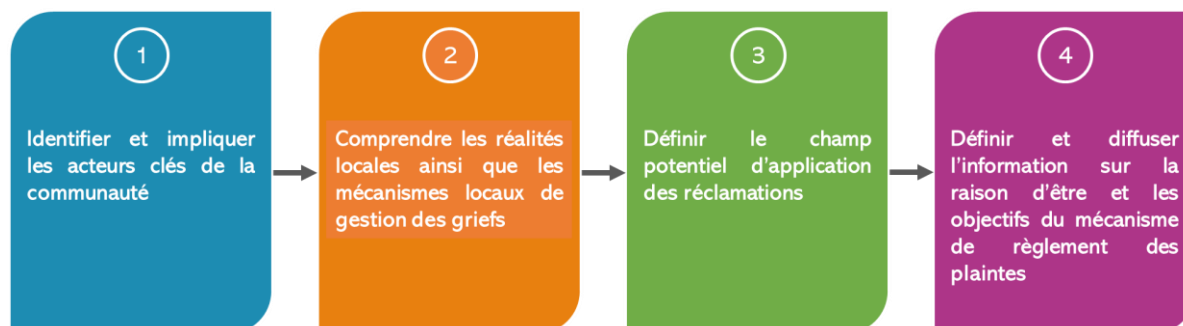 1
Identifier et impliquer
les acteurs clés de la
communauté
2
Comprendre les réalités
locales ainsi que les
mécanismes locaux de
gestion des griefs
3
Définir le champ
potentiel d’application
des réclamations
4
Définir et diffuser
l’information sur la
raison d’être et les
objectifs du mécanisme
de règlement des
plaintes